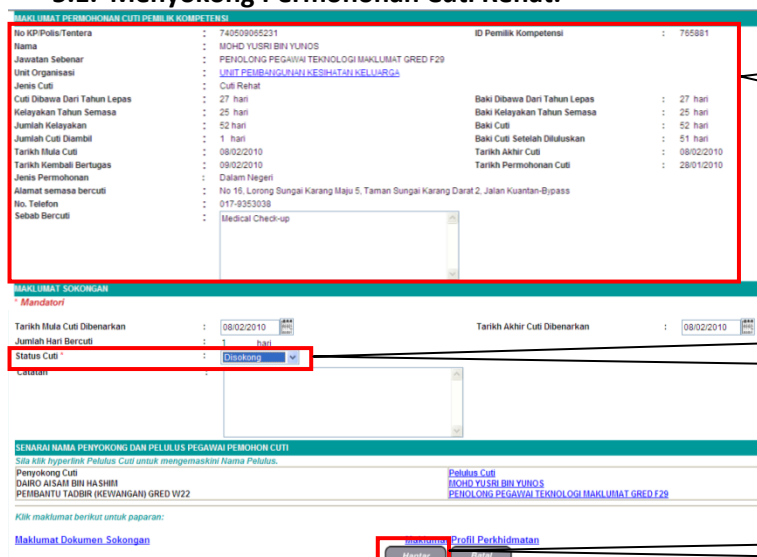 MAKLUMAT PERMOHONAN CUTI PEMILIK KOMPETENSI
No KP/Polis/Tentera : 740509065231 ID Pemilik Kompetensi : 765881
Nama : MOHD YUSRI BIN YUNOS
Jawatan Sebenar : PENOLONG PEGAWAI TEKNOLOGI MAKLUMAT GRED F29
Unit Organisasi : UNIT PEMBANGUNAN KESIHATAN KELUARGA
Jenis Cuti : Cuti Rehat
Cuti Dibawa Dari Tahun Lepas : 27 hari Baki Dibawa Dari Tahun Lepas : 27 hari
Kelayakan Tahun Semasa : 25 hari Baki Kelayakan Tahun Semasa : 25 hari
Jumlah Kelayakan : 52 hari Baki Cuti : 52 hari
Jumlah Cuti Diambil : 1 hari Baki Cuti Setelah Diluluskan : 51 hari
Tarikh Mula Cuti : 08/02/2010 Tarikh Akhir Cuti : 08/02/2010
Tarikh Kembali Bertugas : 09/02/2010 Tarikh Permohonan Cuti : 28/01/2010
Jenis Permohonan : Dalam Negeri
Alamat semasa bercuti : No 16, Lorong Sungai Karang Maju 5, Taman Sungai Karang Darat 2, Jalan Kuantan-Bypass
No. Telefon : 017-9353038
Sebab Bercuti : Medical Check-up
MAKLUMAT SOKONGAN
* Mandatori
Tarikh Mula Cuti Dibenarkan : 08/02/2010 Tarikh Akhir Cuti Dibenarkan : 08/02/2010
Jumlah Hari Bercuti : 1 hari
Status Cuti * : Disokong
Catatan :
SENARAI NAMA PENYOKONG DAN PELULUS PEGAWAI PEMOHON CUTI
Sila klik hyperlink Pelulus Cuti untuk mengemaskini Nama Pelulus.
Penyokong Cuti Pelulus Cuti
DAIRO AISAM BIN HASHIM MOHD YUSRI BIN YUNOS
PEMBANTU TADBIR (KEWANGAN) GRED W22 PENOLONG PEGAWAI TEKNOLOGI MAKLUMAT GRED F29
Klik maklumat berikut untuk paparan:
Maklumat Dokumen Sokongan Maklumat Profil Perkhidmatan
Hantar Batal